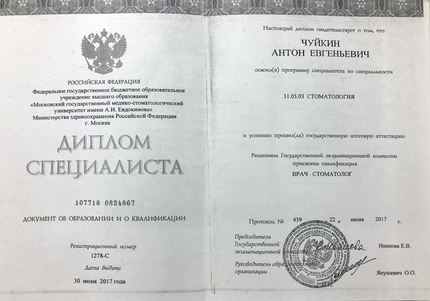 РОССИЙСКАЯ ФЕДЕРАЦИЯ
Федеральное государственное бюджетное образовательное
учреждение высшего образования
"Московский государственный медико-стоматологический
университет имени А.И. Евдокимова"
Министерства здравоохранения Российской Федерации
г. Москва
ДИПЛОМ
СПЕЦИАЛИСТА
107718 0824867
ДОКУМЕНТ ОБ ОБРАЗОВАНИИ И О КВАЛИФИКАЦИИ
Регистрационный номер
1278-С
Дата выдачи
30 июня 2017 года
Настоящий диплом свидетельствует о том, что
ЧУЙКИН
АНТОН ЕВГЕНЬЕВИЧ
освоил(а) программу специалитета по специальности
31.05.03 СТОМАТОЛОГИЯ
и успешно прошел(ла) государственную итоговую аттестацию
Решением Государственной экзаменационной комиссии
присвоена квалификация
ВРАЧ - СТОМАТОЛОГ
Протокол № 439 22 июня 2017 г.
Председатель
Государственной
экзаменационной комиссии
Иванова Е.В.
Руководитель образовательной
организации
Янушевич О.О.